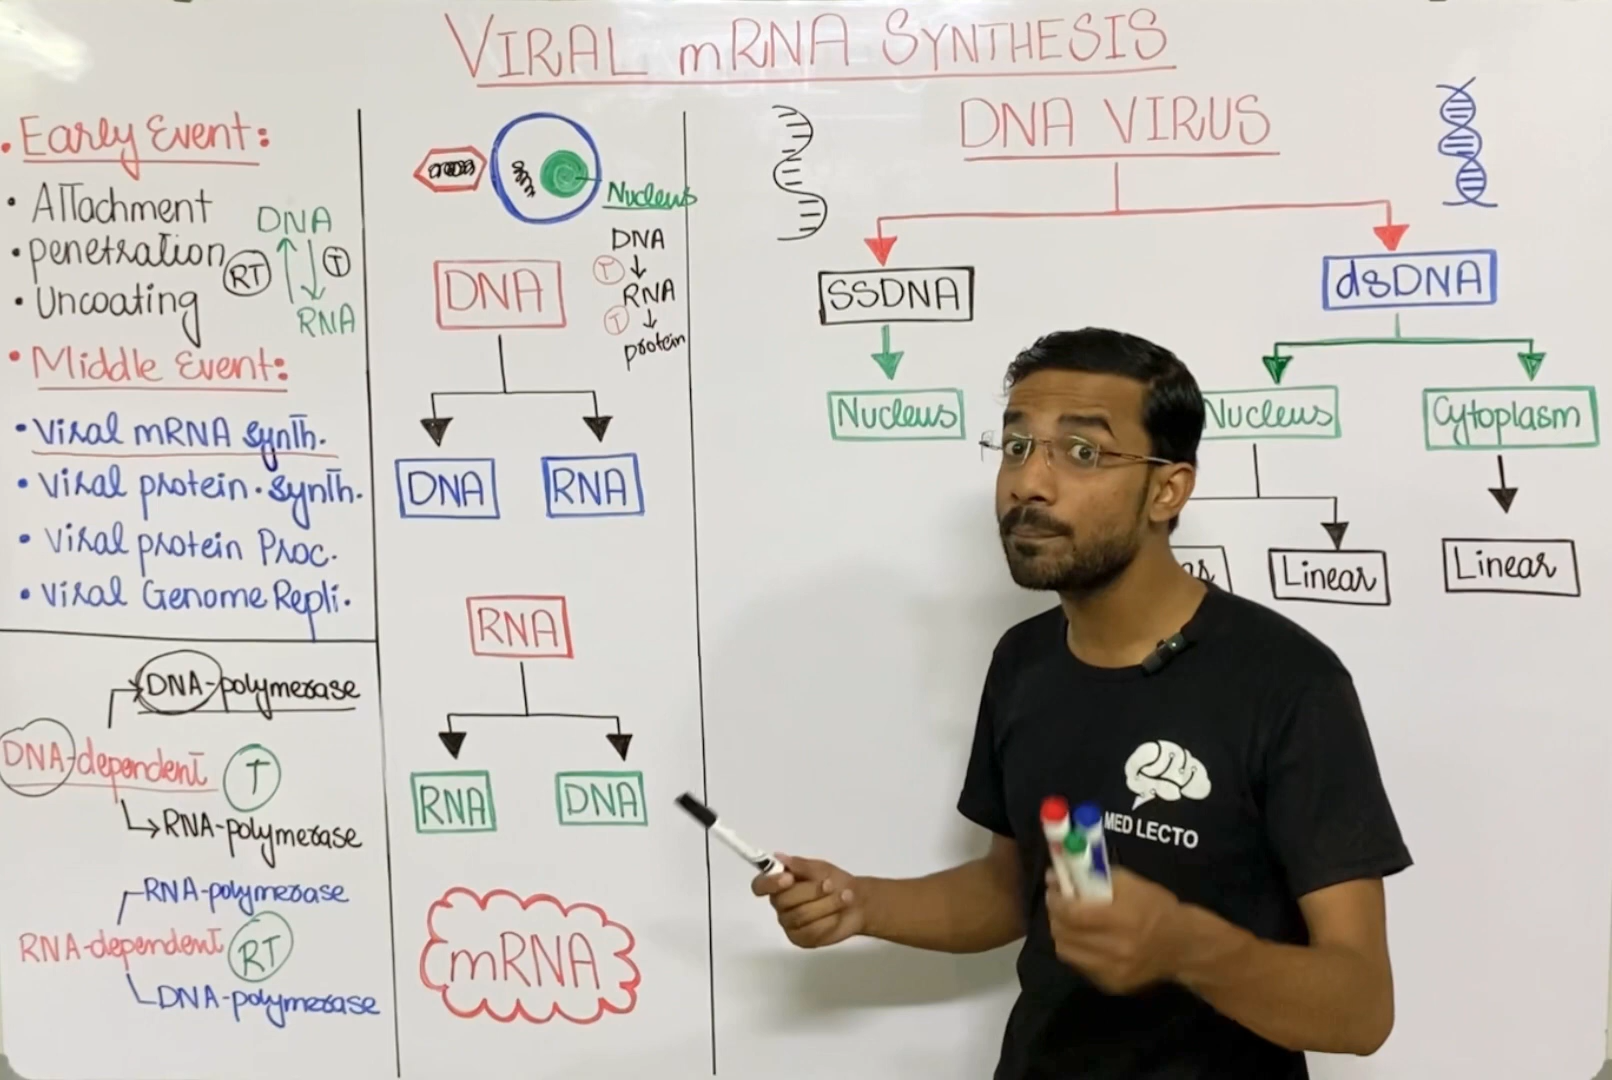 VIRAL mRNA SYNTHESIS
• Early Event:
• Attachment
• penetration
• Uncoating
DNA
RT
T
RNA
• Middle Event:
• Viral mRNA synth.
• Viral protein. synth.
• Viral protein Proc.
• Viral Genome Repli.
DNA-polymerase
DNA-dependent
T
RNA-polymerase
RNA-polymerase
RNA-dependent
RT
DNA-polymerase
Nucleus
DNA
T
RNA
T
protein
DNA
DNA
RNA
RNA
RNA
DNA
mRNA
DNA VIRUS
SSDNA
dsDNA
Nucleus
Nucleus
Cytoplasm
Linear
Linear
MED LECTO